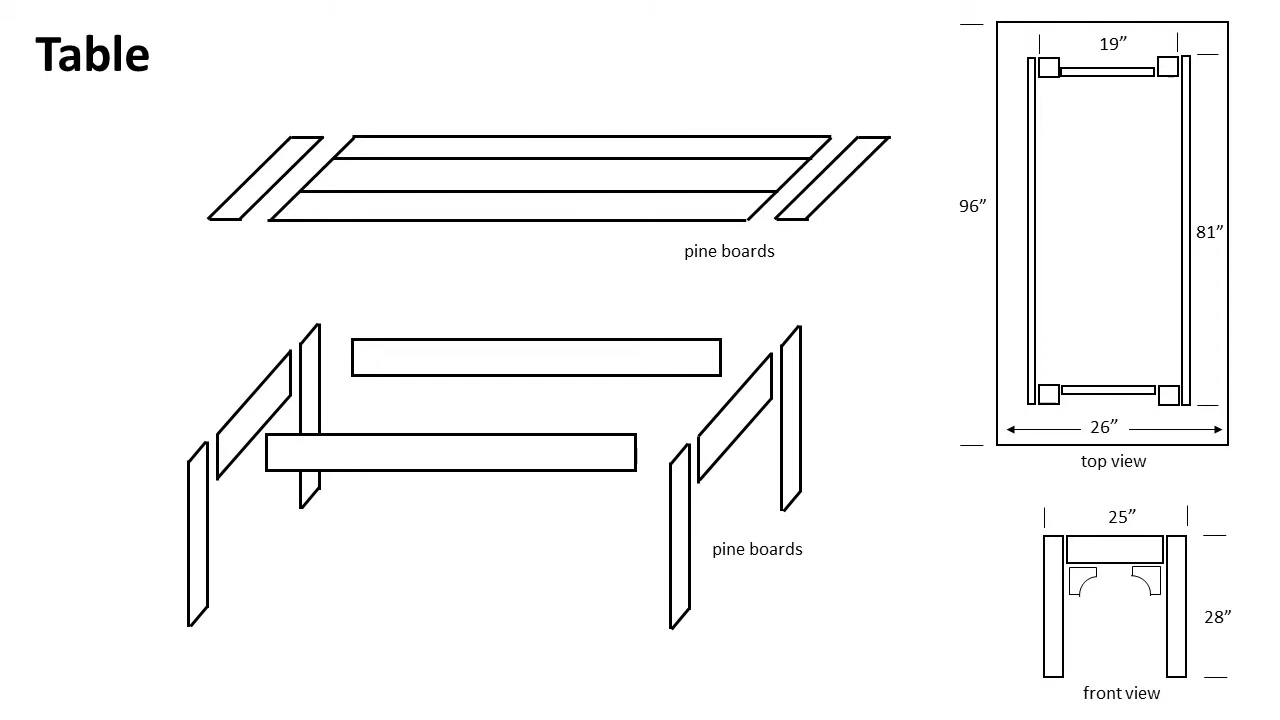 Table
pine boards
pine boards
19”
96”
81”
26”
top view
25”
28”
front view